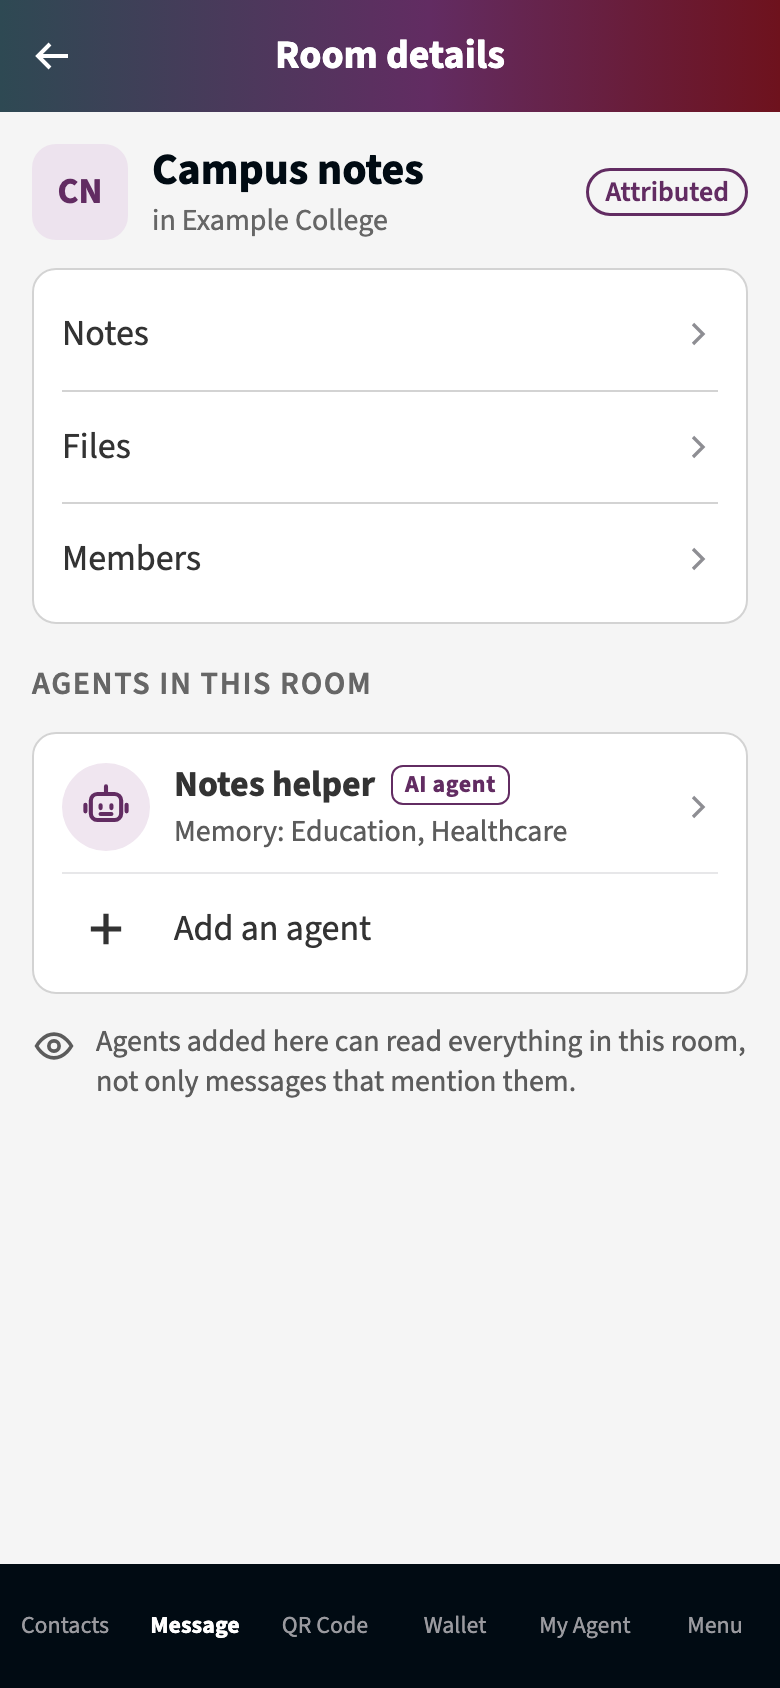 Room details
CN
Campus notes
in Example College
Attributed
Notes
Files
Members
AGENTS IN THIS ROOM
Notes helper
AI agent
Memory: Education, Healthcare
Add an agent
Agents added here can read everything in this room,
not only messages that mention them.
Contacts
Message
QR Code
Wallet
My Agent
Menu